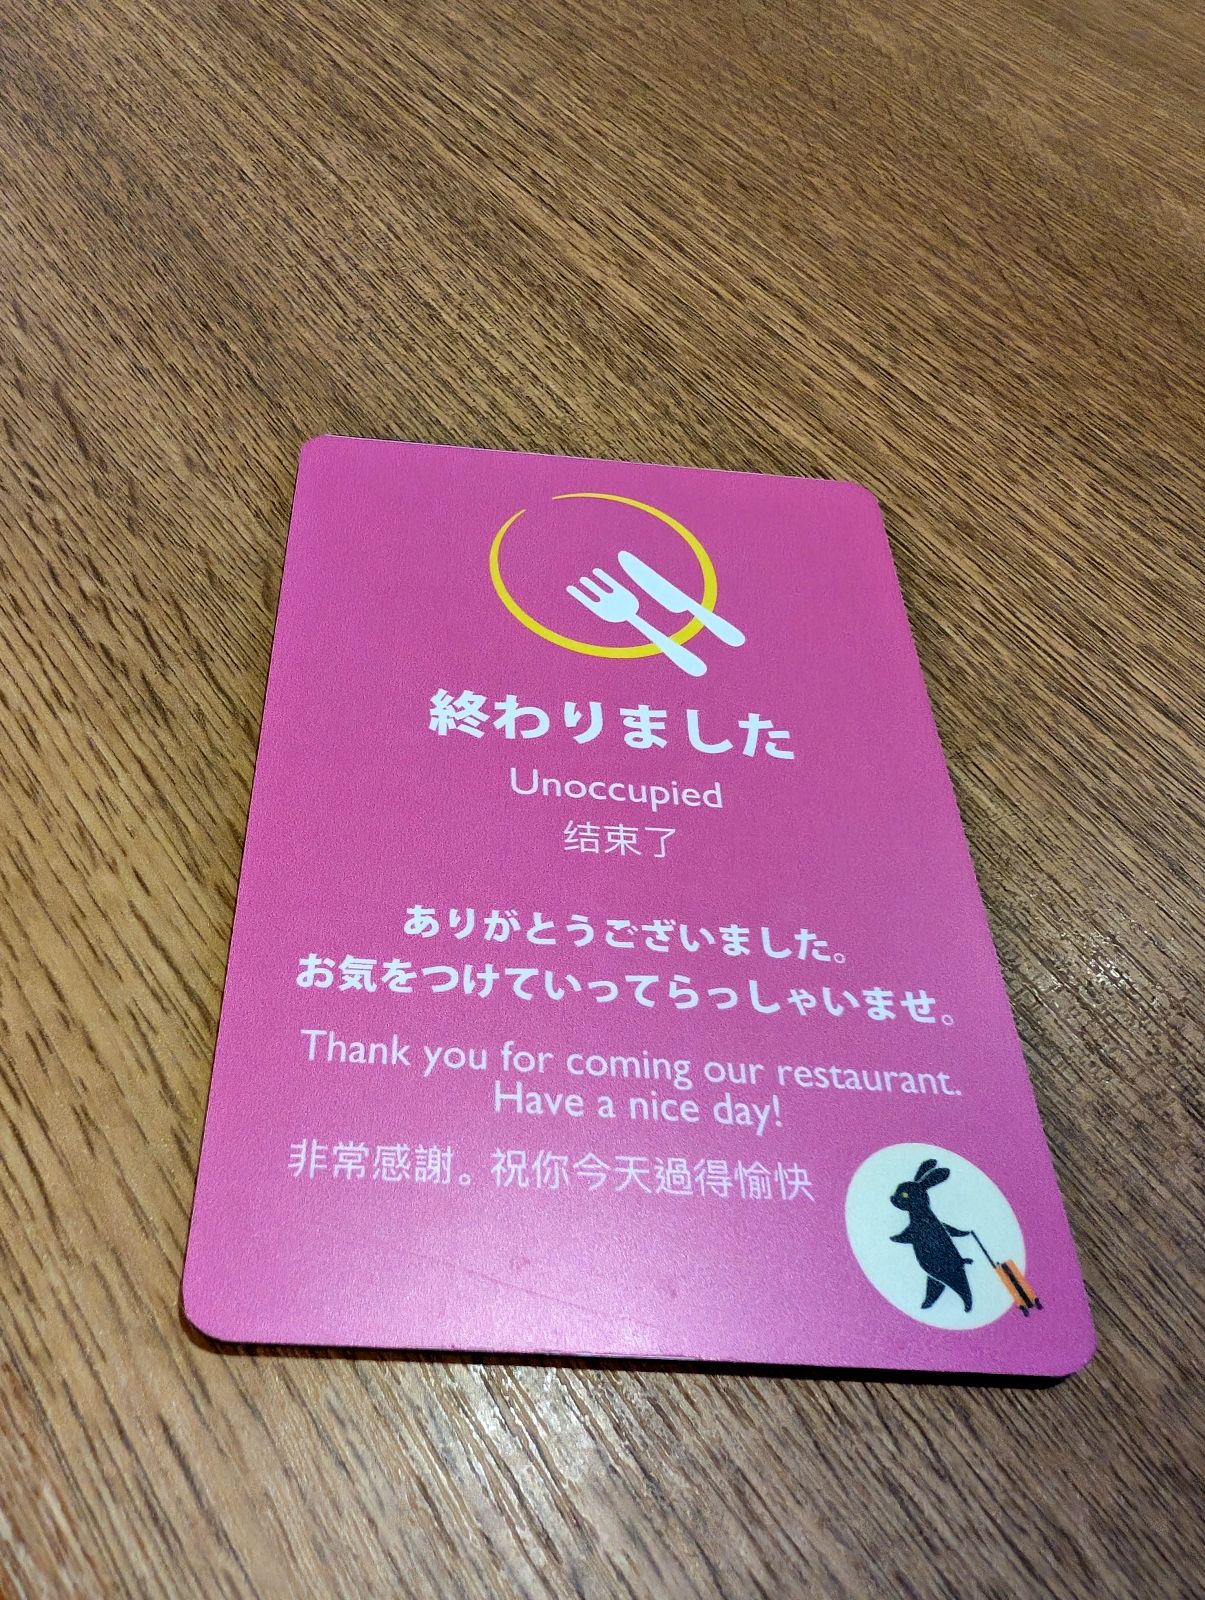 終わりました
Unoccupied
结束了
ありがとうございました。
お気をつけていってらっしゃいませ。
Thank you for coming our restaurant.
Have a nice day!
非常感謝。祝你今天過得愉快